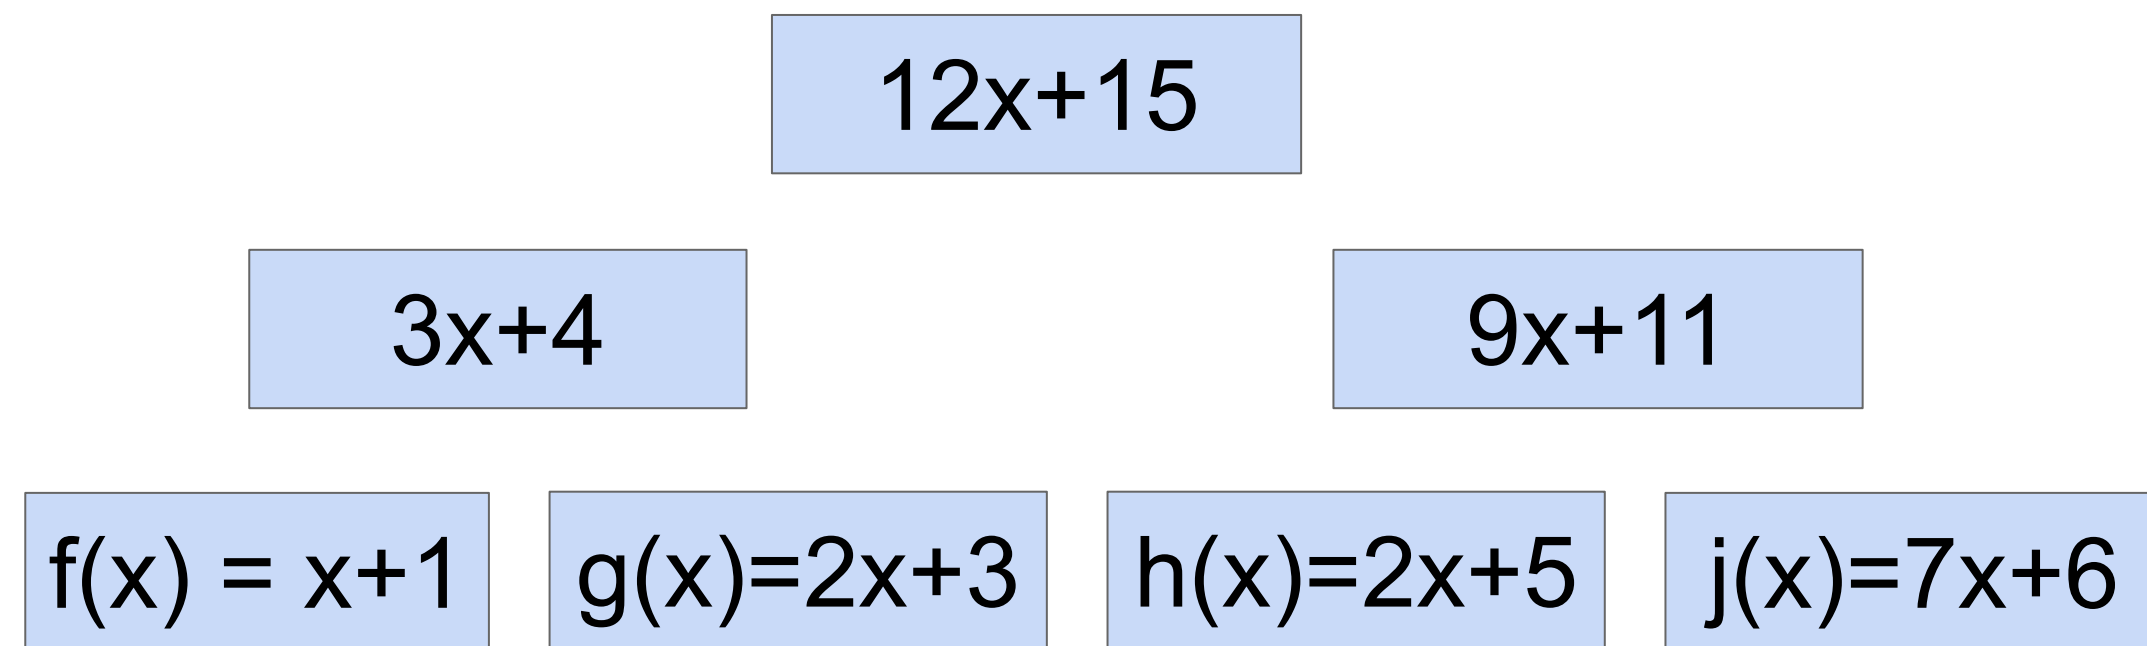 12x+15
3x+4
9x+11
f(x) = x+1
g(x)=2x+3
h(x)=2x+5
j(x)=7x+6